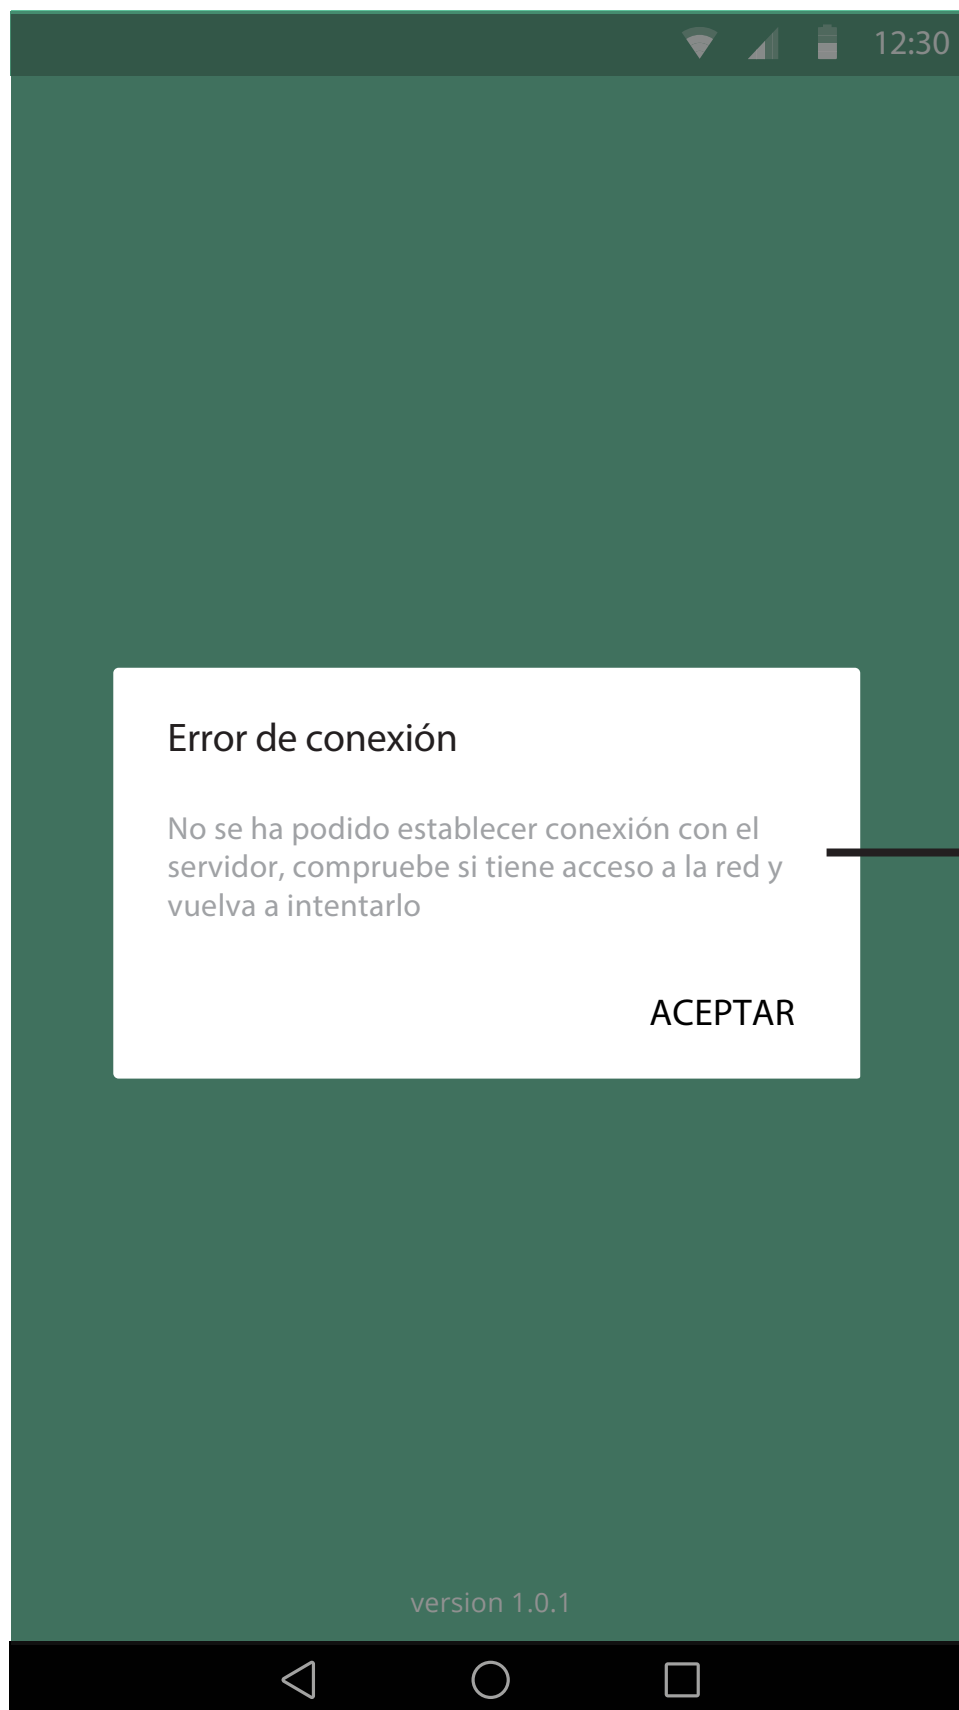 12:30
Error de conexión
No se ha podido establecer conexión con el
servidor, compruebe si tiene acceso a la red y
vuelva a intentarlo
ACEPTAR
version 1.0.1